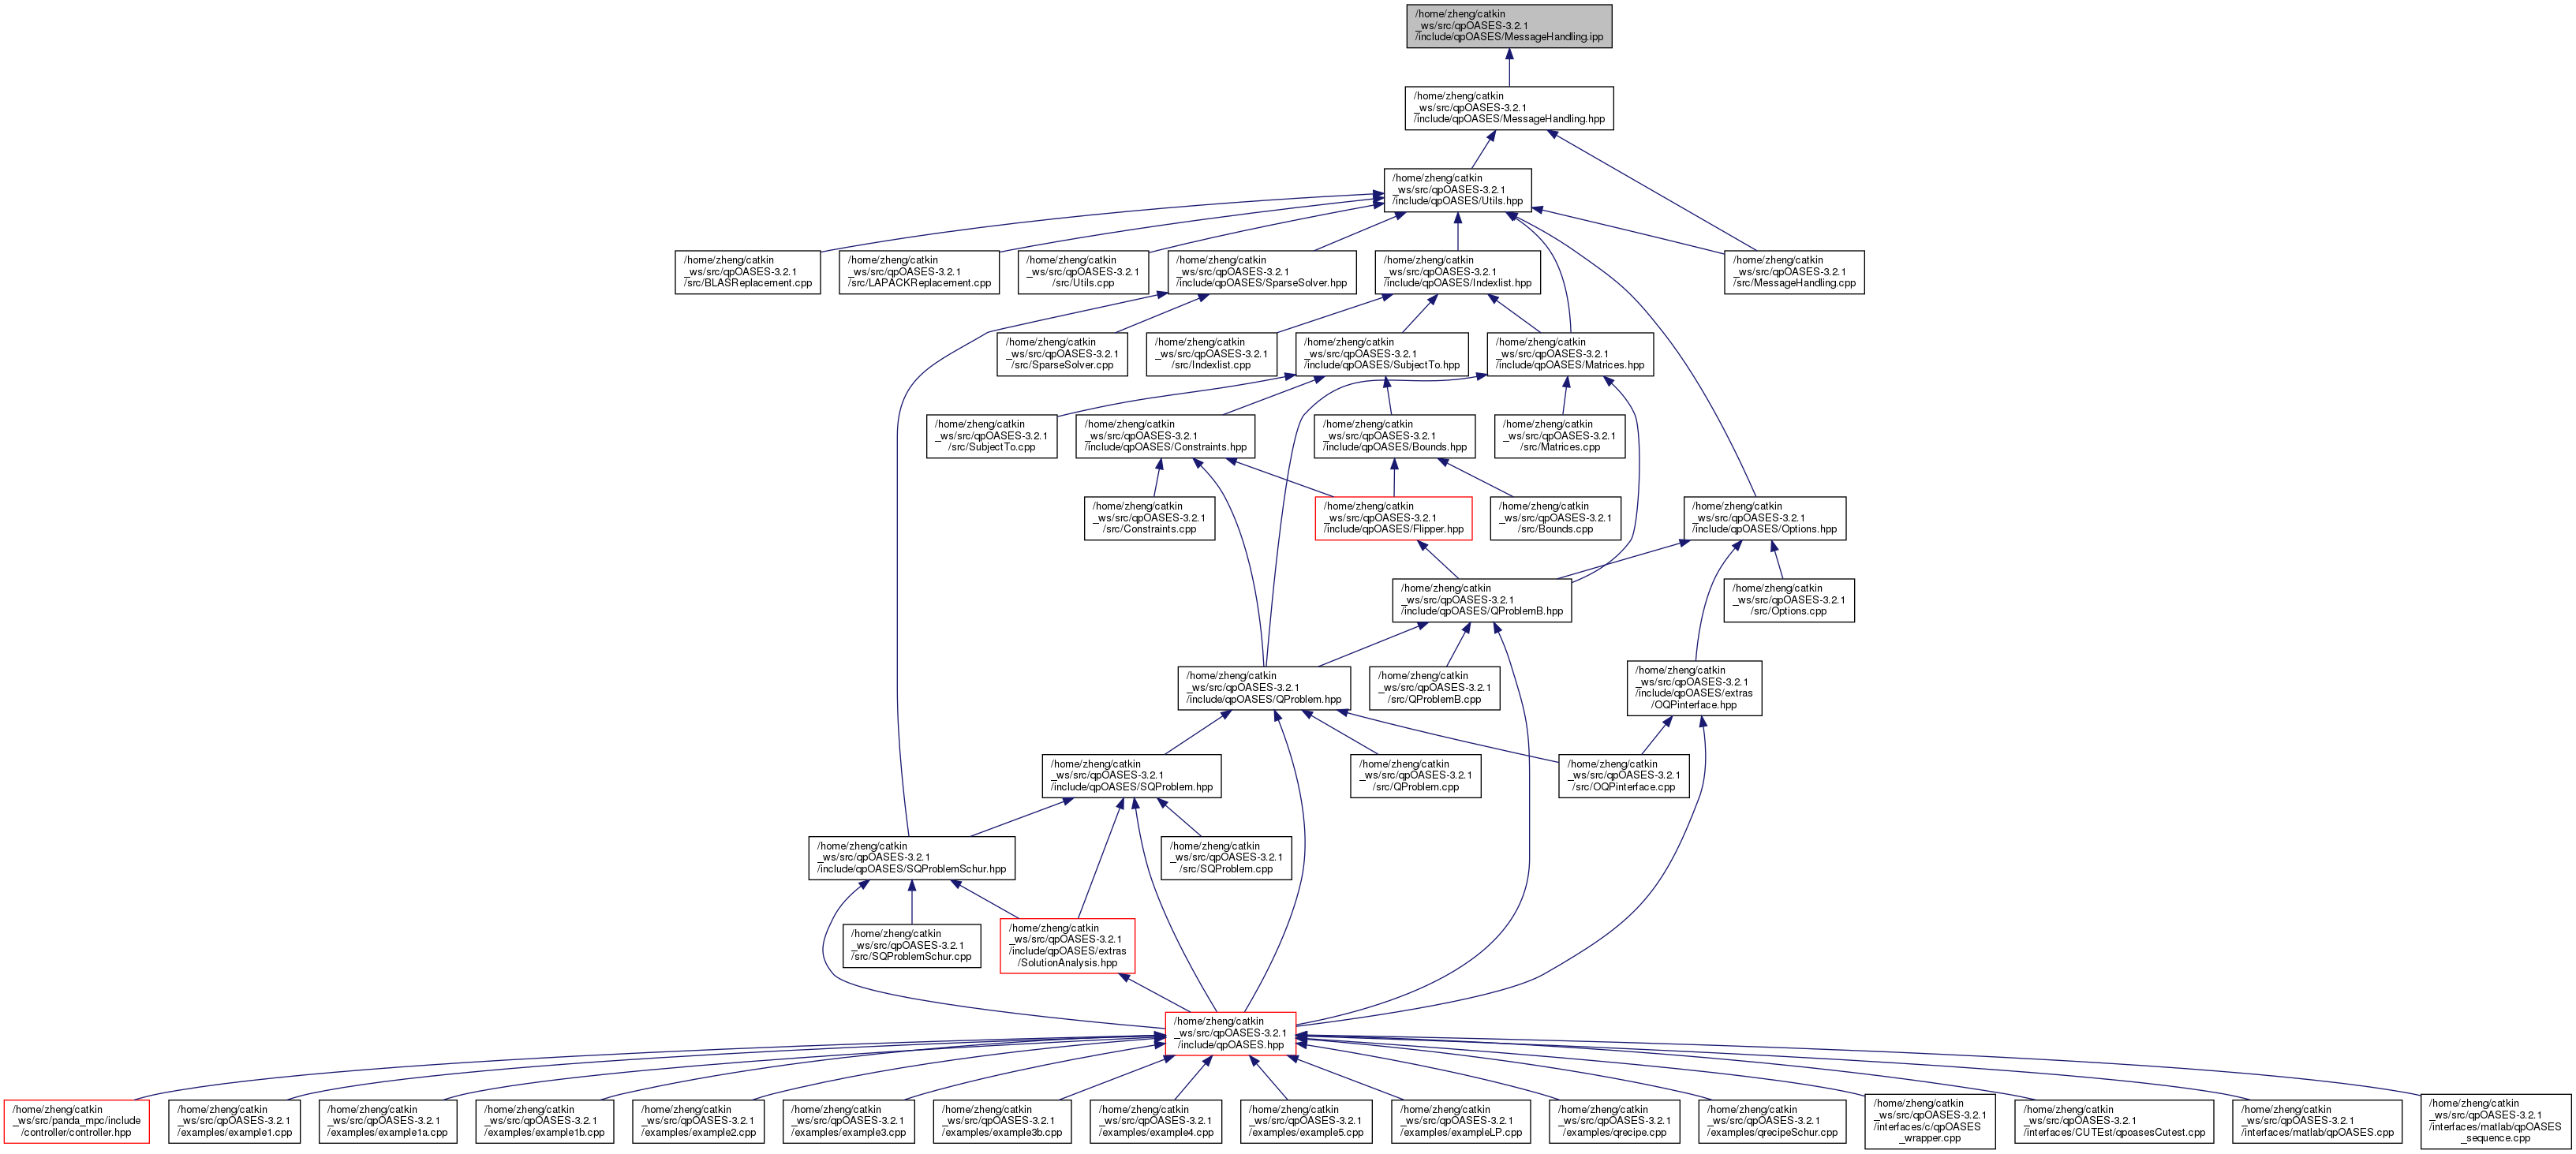 /home/zheng/catkin
_ws/src/qpOASES-3.2.1
/include/qpOASES/MessageHandling.ipp
/home/zheng/catkin
_ws/src/qpOASES-3.2.1
/include/qpOASES/MessageHandling.hpp
/home/zheng/catkin
_ws/src/qpOASES-3.2.1
/include/qpOASES/Utils.hpp
/home/zheng/catkin
_ws/src/qpOASES-3.2.1
/src/BLASReplacement.cpp
/home/zheng/catkin
_ws/src/qpOASES-3.2.1
/src/LAPACKReplacement.cpp
/home/zheng/catkin
_ws/src/qpOASES-3.2.1
/src/Utils.cpp
/home/zheng/catkin
_ws/src/qpOASES-3.2.1
/include/qpOASES/SparseSolver.hpp
/home/zheng/catkin
_ws/src/qpOASES-3.2.1
/include/qpOASES/Indexlist.hpp
/home/zheng/catkin
_ws/src/qpOASES-3.2.1
/src/MessageHandling.cpp
/home/zheng/catkin
_ws/src/qpOASES-3.2.1
/src/SparseSolver.cpp
/home/zheng/catkin
_ws/src/qpOASES-3.2.1
/src/Indexlist.cpp
/home/zheng/catkin
_ws/src/qpOASES-3.2.1
/include/qpOASES/SubjectTo.hpp
/home/zheng/catkin
_ws/src/qpOASES-3.2.1
/include/qpOASES/Matrices.hpp
/home/zheng/catkin
_ws/src/qpOASES-3.2.1
/src/SubjectTo.cpp
/home/zheng/catkin
_ws/src/qpOASES-3.2.1
/include/qpOASES/Constraints.hpp
/home/zheng/catkin
_ws/src/qpOASES-3.2.1
/include/qpOASES/Bounds.hpp
/home/zheng/catkin
_ws/src/qpOASES-3.2.1
/src/Matrices.cpp
/home/zheng/catkin
_ws/src/qpOASES-3.2.1
/src/Constraints.cpp
/home/zheng/catkin
_ws/src/qpOASES-3.2.1
/include/qpOASES/Flipper.hpp
/home/zheng/catkin
_ws/src/qpOASES-3.2.1
/src/Bounds.cpp
/home/zheng/catkin
_ws/src/qpOASES-3.2.1
/include/qpOASES/Options.hpp
/home/zheng/catkin
_ws/src/qpOASES-3.2.1
/include/qpOASES/QProblemB.hpp
/home/zheng/catkin
_ws/src/qpOASES-3.2.1
/src/Options.cpp
/home/zheng/catkin
_ws/src/qpOASES-3.2.1
/include/qpOASES/QProblem.hpp
/home/zheng/catkin
_ws/src/qpOASES-3.2.1
/src/QProblemB.cpp
/home/zheng/catkin
_ws/src/qpOASES-3.2.1
/include/qpOASES/extras
/OQPinterface.hpp
/home/zheng/catkin
_ws/src/qpOASES-3.2.1
/include/qpOASES/SQProblem.hpp
/home/zheng/catkin
_ws/src/qpOASES-3.2.1
/src/QProblem.cpp
/home/zheng/catkin
_ws/src/qpOASES-3.2.1
/src/OQPinterface.cpp
/home/zheng/catkin
_ws/src/qpOASES-3.2.1
/include/qpOASES/SQProblemSchur.hpp
/home/zheng/catkin
_ws/src/qpOASES-3.2.1
/src/SQProblem.cpp
/home/zheng/catkin
_ws/src/qpOASES-3.2.1
/src/SQProblemSchur.cpp
/home/zheng/catkin
_ws/src/qpOASES-3.2.1
/include/qpOASES/extras
/SolutionAnalysis.hpp
/home/zheng/catkin
_ws/src/qpOASES-3.2.1
/include/qpOASES.hpp
/home/zheng/catkin
_ws/src/panda_mpc/include
/controller/controller.hpp
/home/zheng/catkin
_ws/src/qpOASES-3.2.1
/examples/example1.cpp
/home/zheng/catkin
_ws/src/qpOASES-3.2.1
/examples/example1a.cpp
/home/zheng/catkin
_ws/src/qpOASES-3.2.1
/examples/example1b.cpp
/home/zheng/catkin
_ws/src/qpOASES-3.2.1
/examples/example2.cpp
/home/zheng/catkin
_ws/src/qpOASES-3.2.1
/examples/example3.cpp
/home/zheng/catkin
_ws/src/qpOASES-3.2.1
/examples/example3b.cpp
/home/zheng/catkin
_ws/src/qpOASES-3.2.1
/examples/example4.cpp
/home/zheng/catkin
_ws/src/qpOASES-3.2.1
/examples/example5.cpp
/home/zheng/catkin
_ws/src/qpOASES-3.2.1
/examples/exampleLP.cpp
/home/zheng/catkin
_ws/src/qpOASES-3.2.1
/examples/qrecipe.cpp
/home/zheng/catkin
_ws/src/qpOASES-3.2.1
/examples/qrecipeSchur.cpp
/home/zheng/catkin
_ws/src/qpOASES-3.2.1
/interfaces/c/qpOASES
_wrapper.cpp
/home/zheng/catkin
_ws/src/qpOASES-3.2.1
/interfaces/CUTEst/qpoasesCutest.cpp
/home/zheng/catkin
_ws/src/qpOASES-3.2.1
/interfaces/matlab/qpOASES.cpp
/home/zheng/catkin
_ws/src/qpOASES-3.2.1
/interfaces/matlab/qpOASES
_sequence.cpp